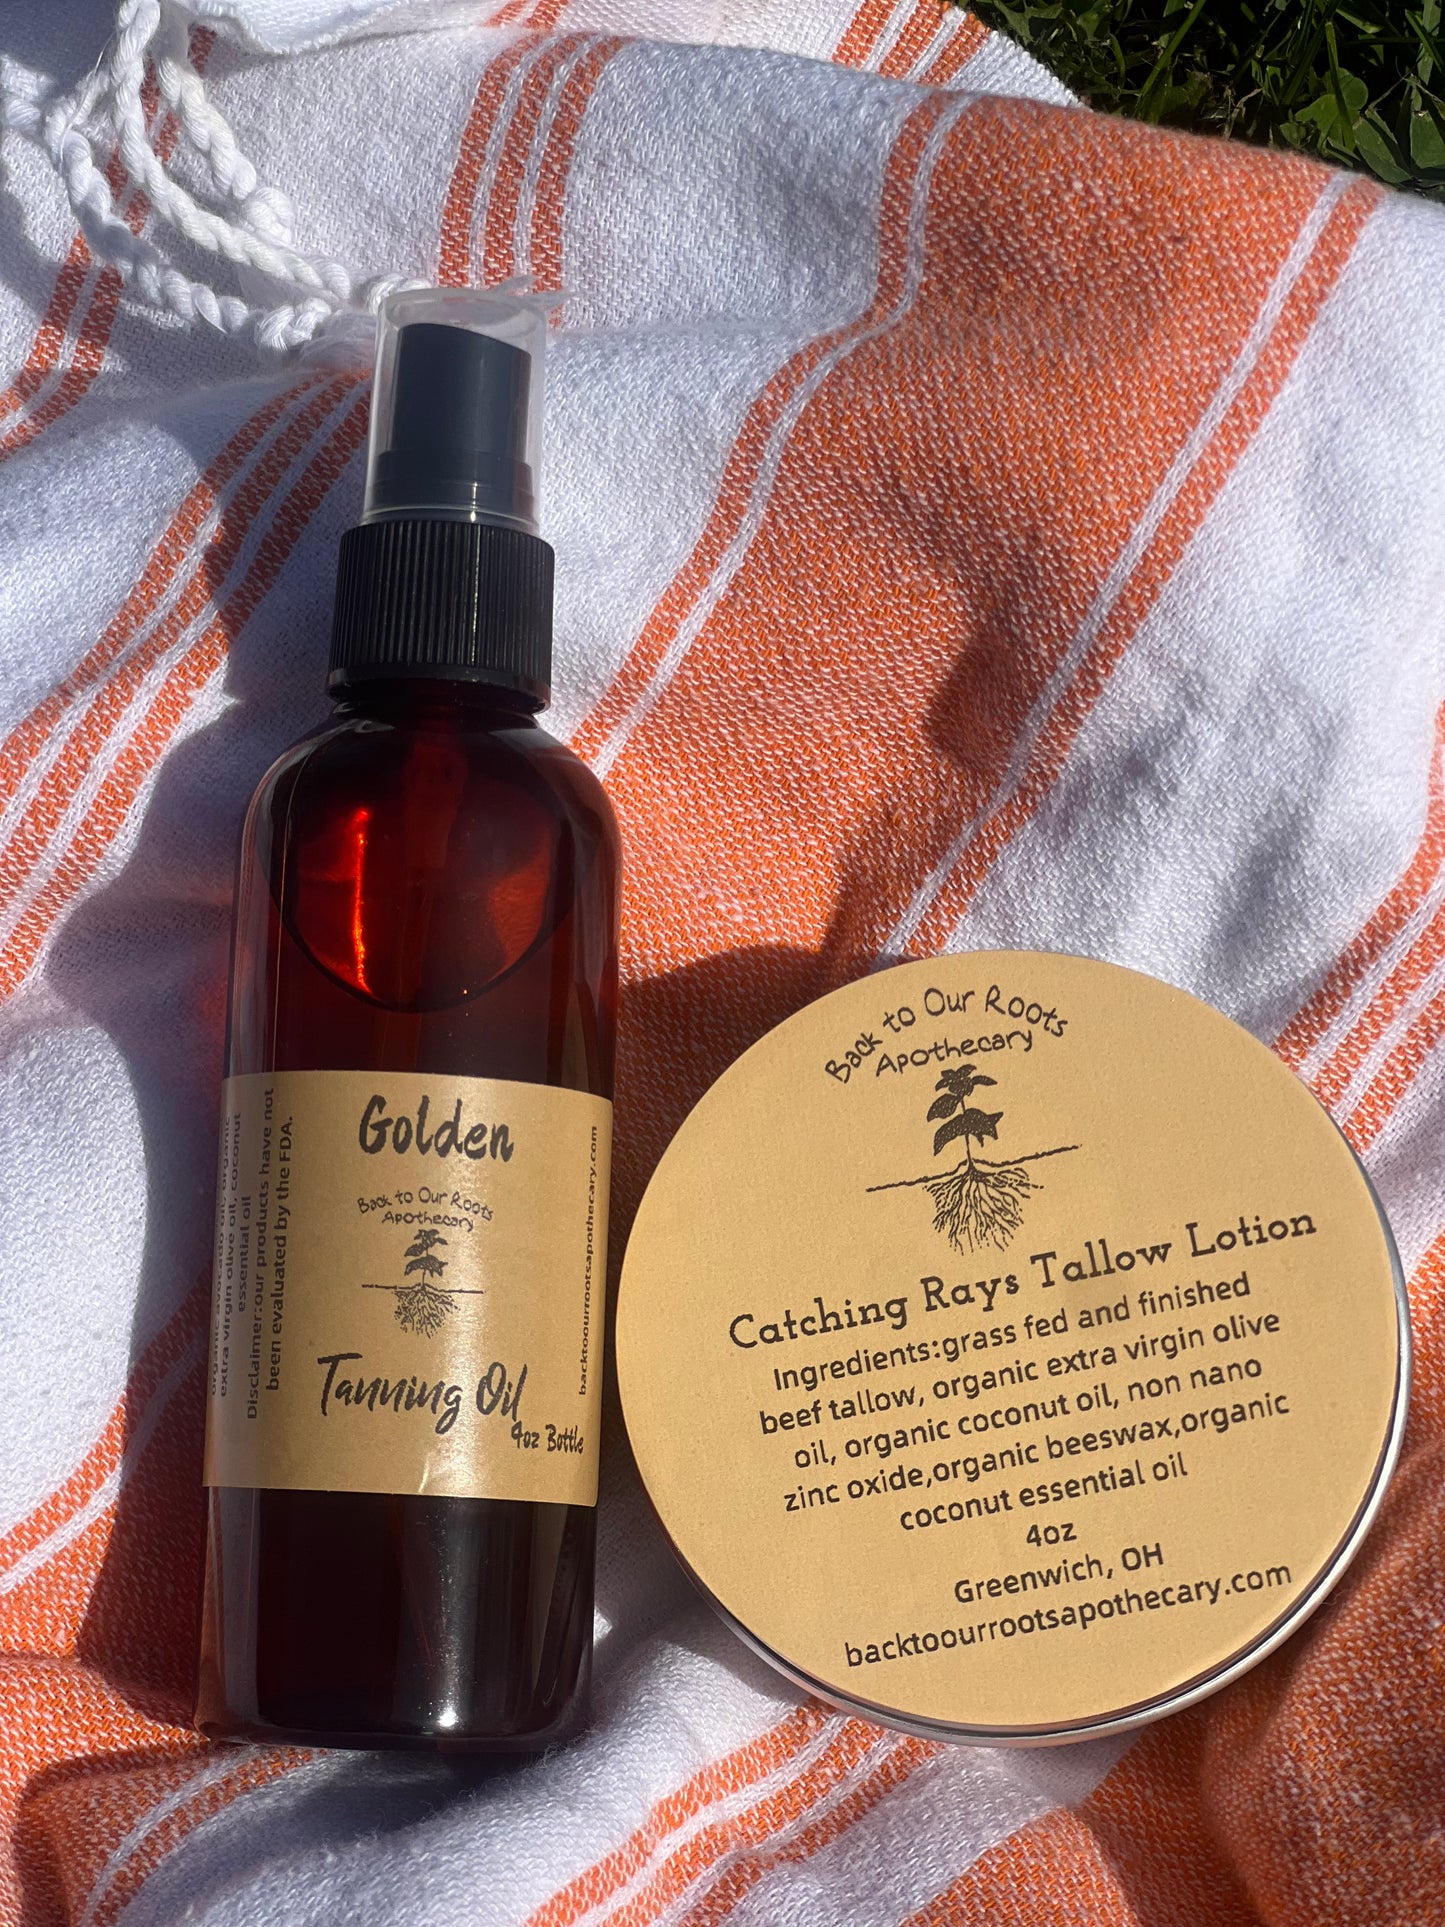 Golden
Back to Our Roots
Apothecary
Tanning Oil
4oz Bottle
extra virgin olive oil, coconut
essential oil
Disclaimer:our products have not
been evaluated by the FDA.
backtoourrootsapothecary.com
Back to Our Roots
Apothecary
Catching Rays Tallow Lotion
Ingredients:grass fed and finished
beef tallow, organic extra virgin olive
oil, organic coconut oil, non nano
zinc oxide,organic beeswax,organic
coconut essential oil
4oz
Greenwich, OH
backtoourrootsapothecary.com